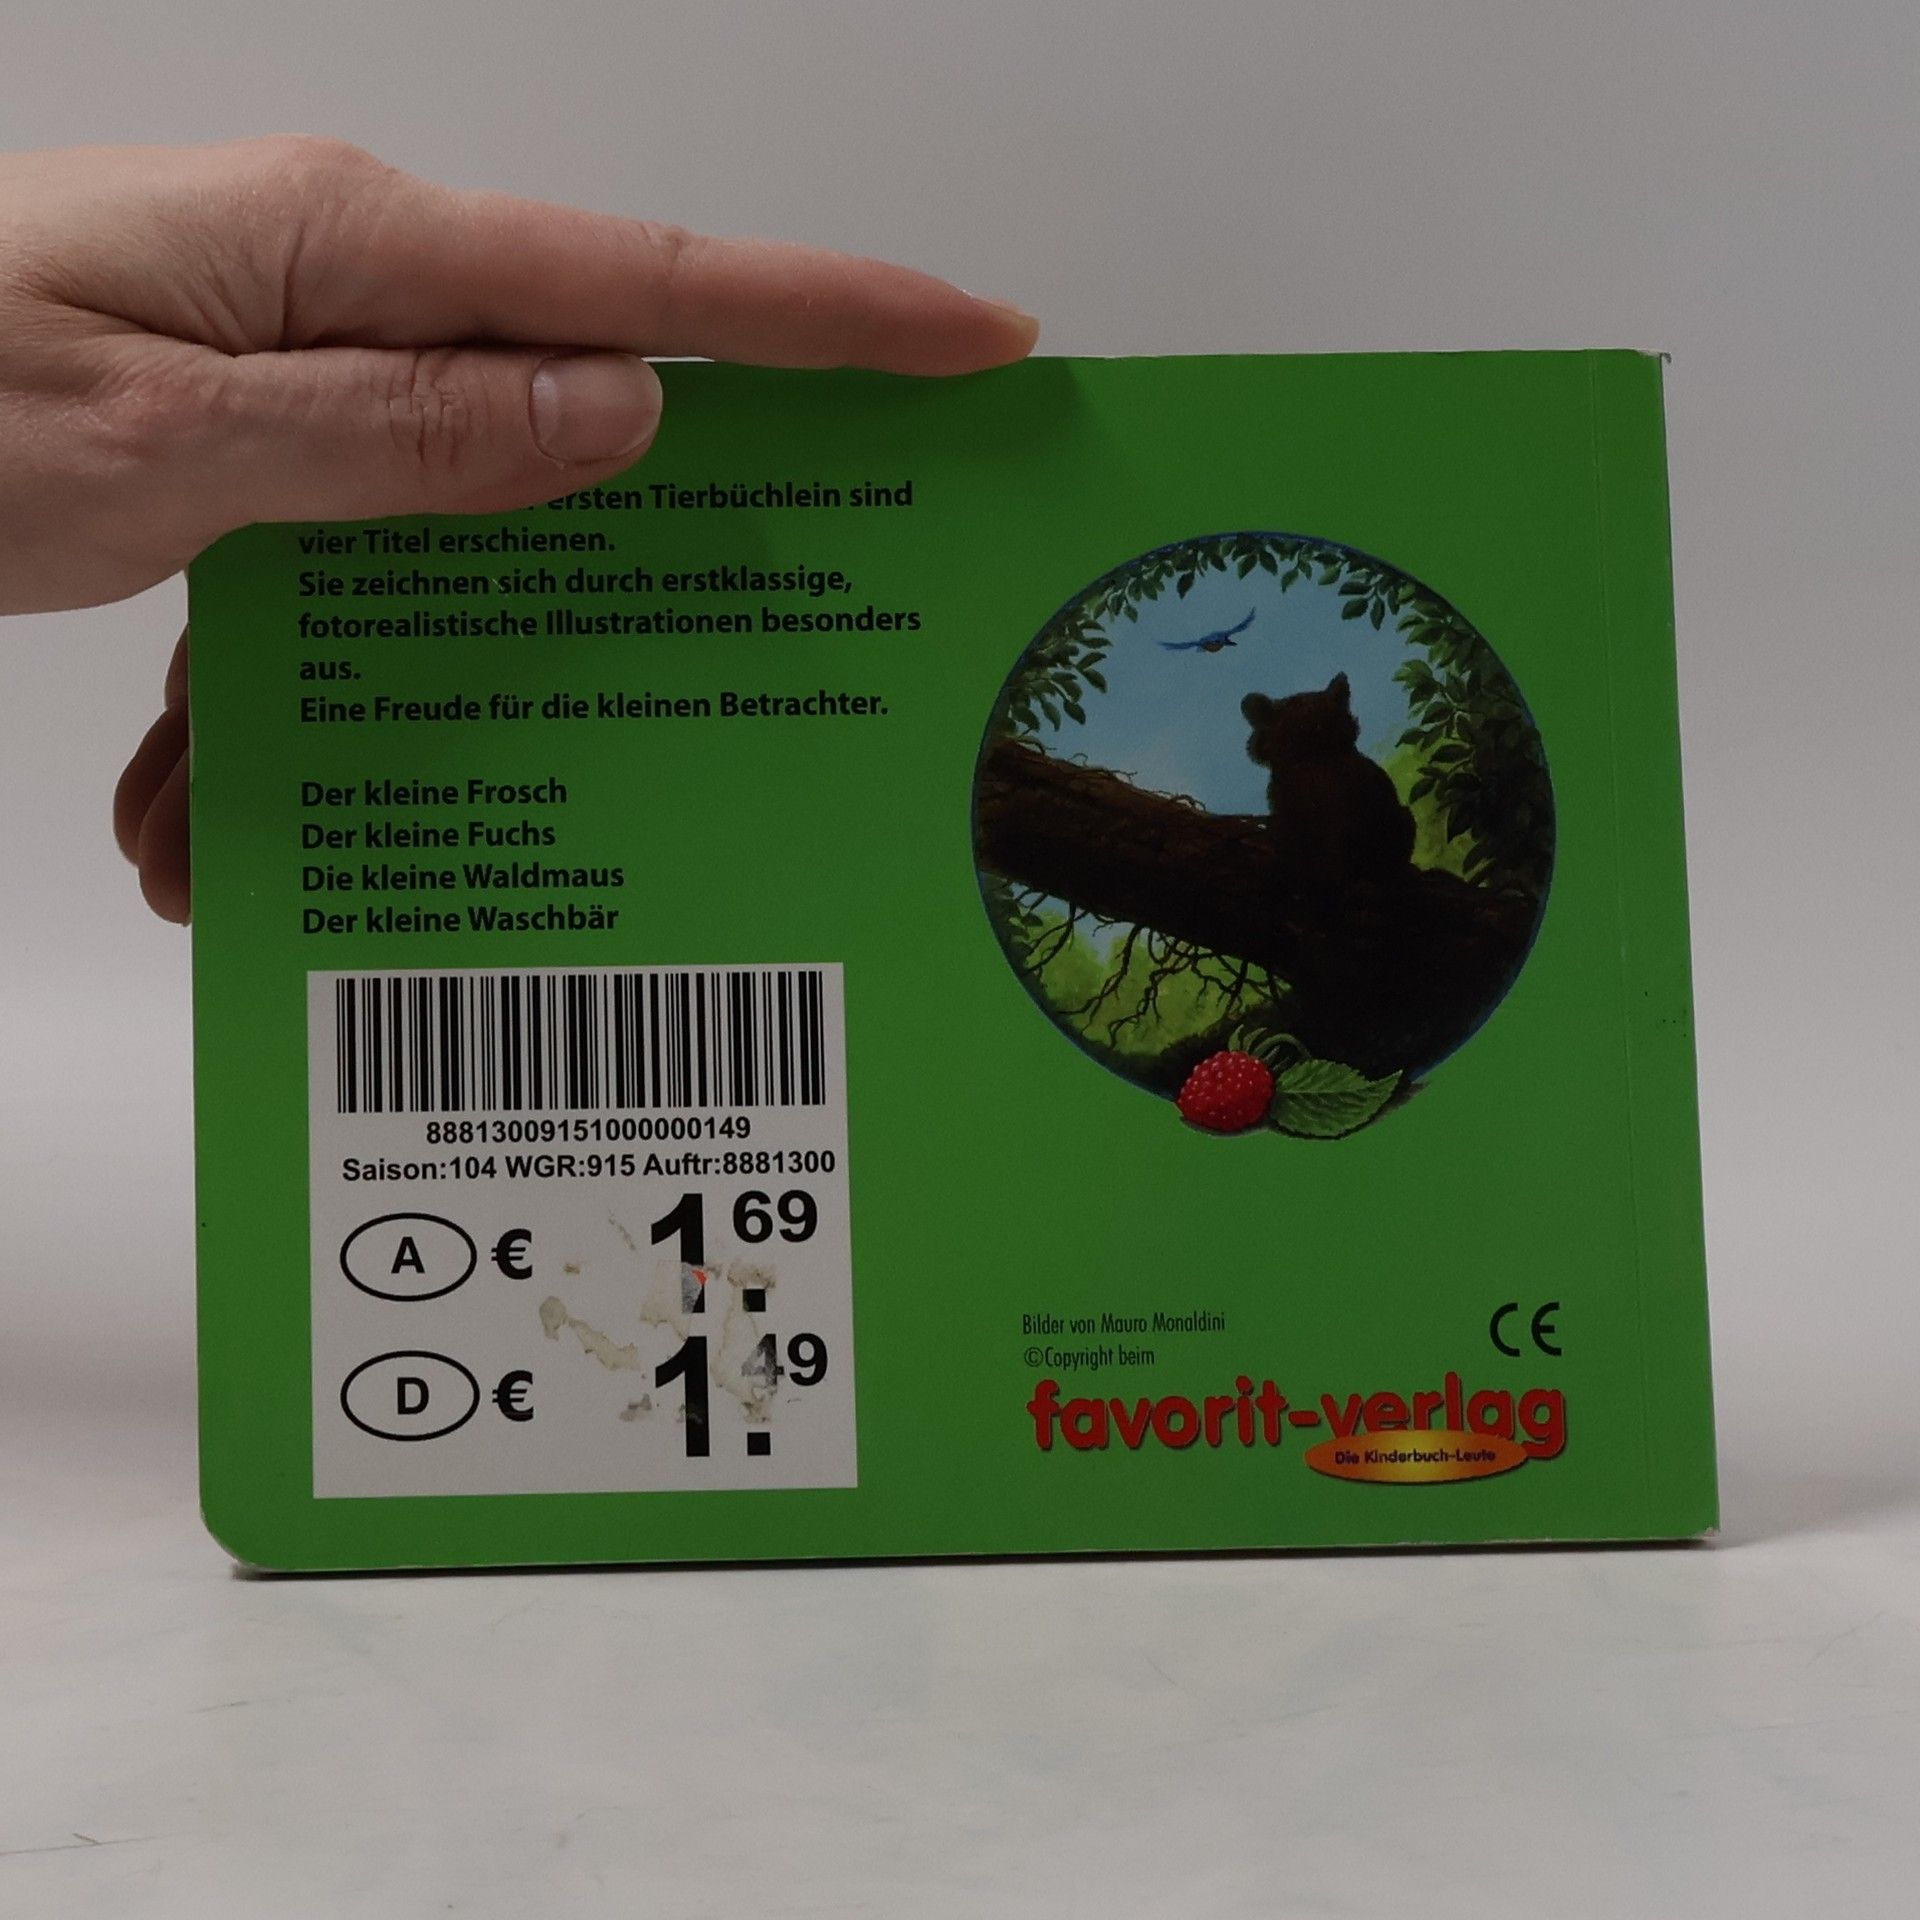 ersten Tierbüchlein sind
vier Titel erschienen.
Sie zeichnen sich durch erstklassige,
fotorealistische Illustrationen besonders
aus.
Eine Freude für die kleinen Betrachter.
Der kleine Frosch
Der kleine Fuchs
Die kleine Waldmaus
Der kleine Waschbär
88813009151000000149
Saison:104 WGR:915 Auftr:8881300
A € 1.69
D € 1.49
Bilder von Mauro Monaldini
©Copyright beim
CE
favorit-verlag
Die Kinderbuch-Leute